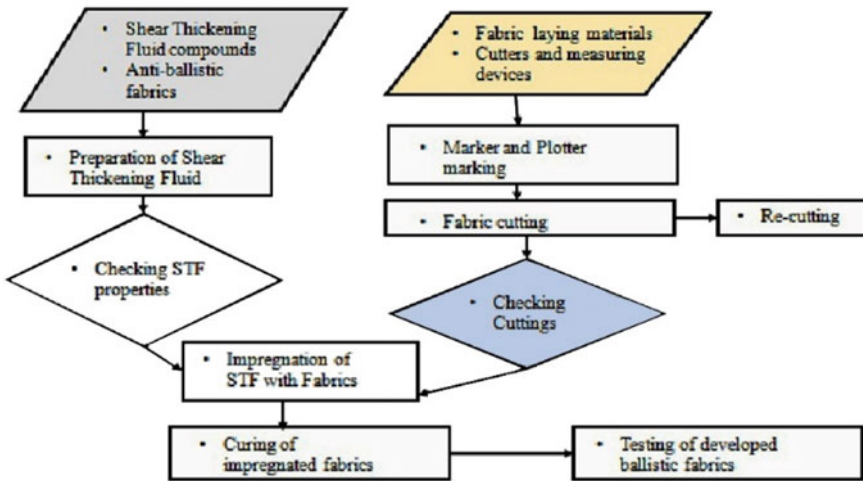 • Shear Thickening
Fluid compounds
• Anti-ballistic
fabrics
• Fabric laying materials
• Cutters and measuring
devices
• Preparation of Shear
Thickening Fluid
• Marker and Plotter
marking
• Fabric cutting
• Re-cutting
• Checking STF
properties
• Checking
Cuttings
• Impregnation of
STF with Fabrics
• Curing of
impregnated fabrics
• Testing of developed
ballistic fabrics